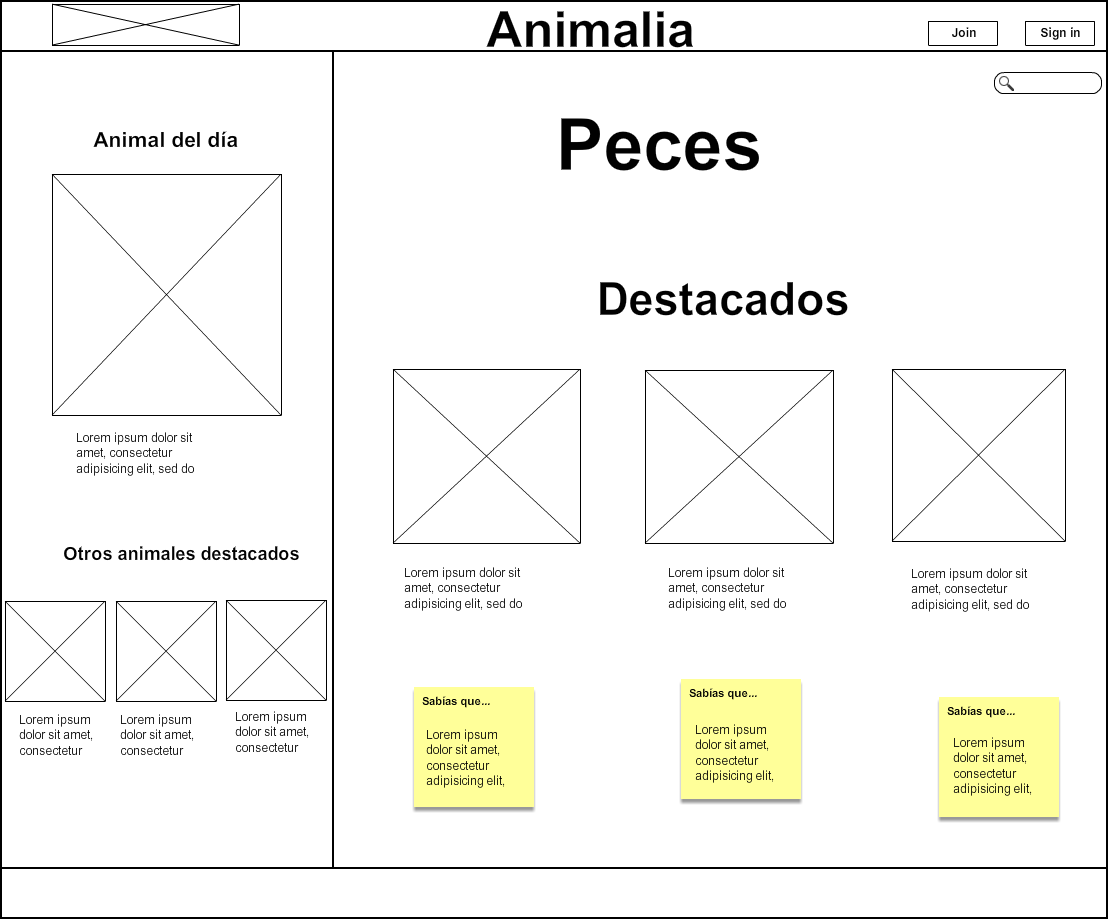 Animalia
Join
Sign in
Animal del día
Lorem ipsum dolor sit
amet, consectetur
adipisicing elit, sed do
Otros animales destacados
Lorem ipsum
dolor sit amet,
consectetur
Lorem ipsum
dolor sit amet,
consectetur
Lorem ipsum
dolor sit amet,
consectetur
Peces
Destacados
Lorem ipsum dolor sit
amet, consectetur
adipisicing elit, sed do
Lorem ipsum dolor sit
amet, consectetur
adipisicing elit, sed do
Lorem ipsum dolor sit
amet, consectetur
adipisicing elit, sed do
Sabías que...
Lorem ipsum
dolor sit amet,
consectetur
adipisicing elit,
Sabías que...
Lorem ipsum
dolor sit amet,
consectetur
adipisicing elit,
Sabías que...
Lorem ipsum
dolor sit amet,
consectetur
adipisicing elit,